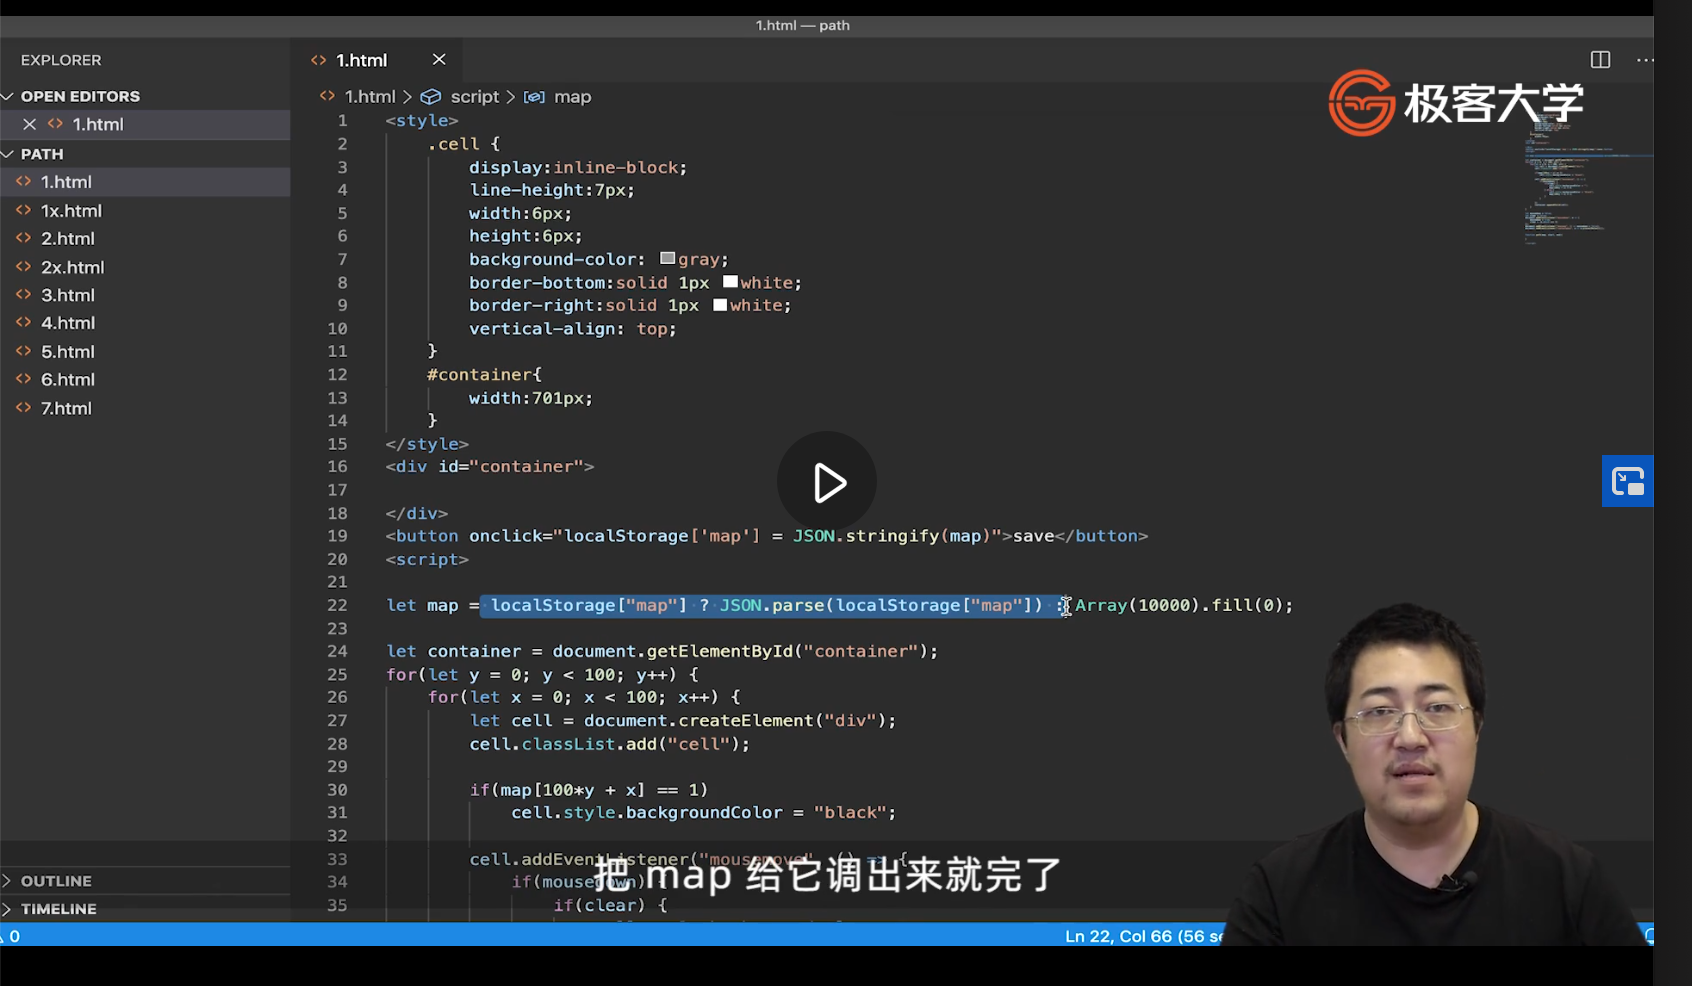 1.html — path
EXPLORER
OPEN EDITORS
1.html
PATH
1.html
1x.html
2.html
2x.html
3.html
4.html
5.html
6.html
7.html
OUTLINE
TIMELINE
1.html
1.html > script > map
极客大学
1 <style>
2 .cell {
3 display:inline-block;
4 line-height:7px;
5 width:6px;
6 height:6px;
7 background-color: gray;
8 border-bottom:solid 1px white;
9 border-right:solid 1px white;
10 vertical-align: top;
11 }
12 #container{
13 width:701px;
14 }
15 </style>
16 <div id="container">
17
18 </div>
19 <button onclick="localStorage['map'] = JSON.stringify(map)">save</button>
20 <script>
21
22 let map = localStorage["map"] ? JSON.parse(localStorage["map"]) : Array(10000).fill(0);
23
24 let container = document.getElementById("container");
25 for(let y = 0; y < 100; y++) {
26 for(let x = 0; x < 100; x++) {
27 let cell = document.createElement("div");
28 cell.classList.add("cell");
29
30 if(map[100*y + x] == 1)
31 cell.style.backgroundColor = "black";
32
33 cell.addEventListener("mousemove", () => {
34 if(mousedown) {
35 if(clear) {
把 map 给它调出来就完了
0
Ln 22, Col 66 (56 se